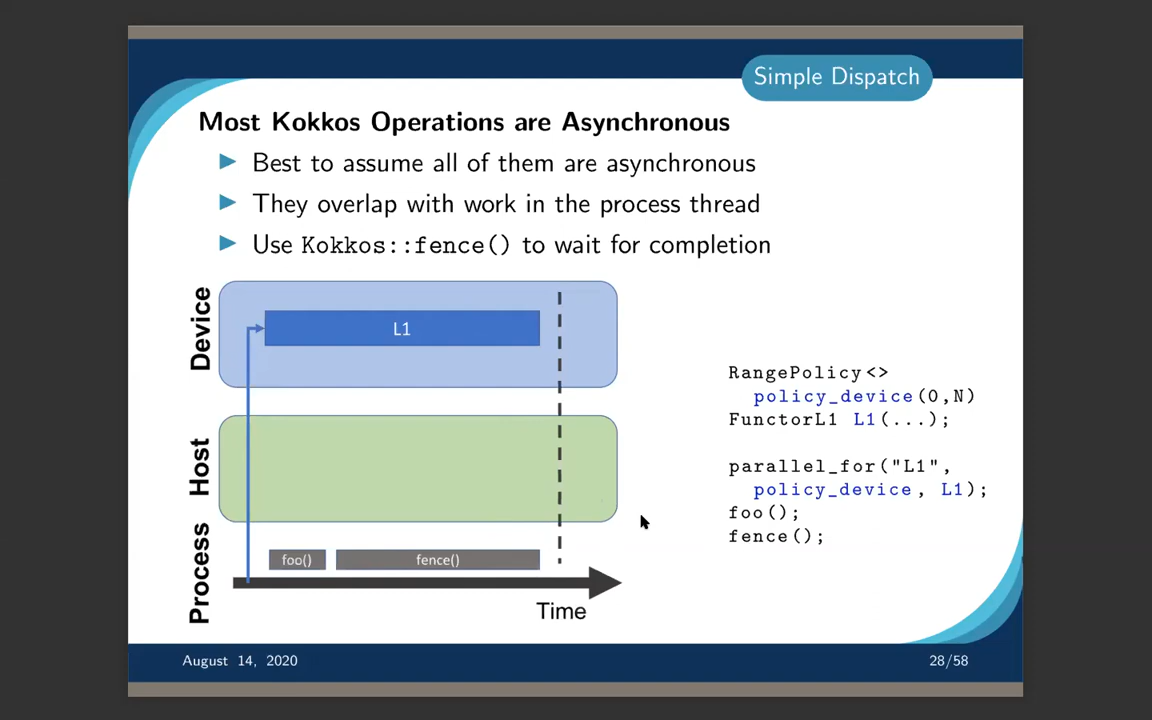 Simple Dispatch
Most Kokkos Operations are Asynchronous
Best to assume all of them are asynchronous
They overlap with work in the process thread
Use Kokkos::fence() to wait for completion
Device
L1
Host
Process
foo()
fence()
Time
RangePolicy<>
policy_device(0,N)
FunctorL1 L1(...);
parallel_for("L1",
policy_device, L1);
foo();
fence();
August 14, 2020
28/58